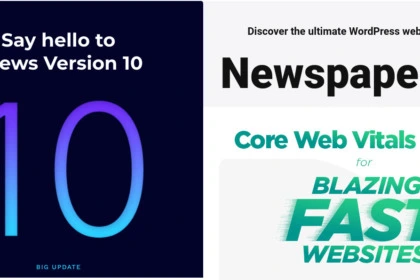 Say hello to
ews Version 10
10
BIG UPDATE
Discover the ultimate WordPress web
Newspape
Core Web Vitals
for
BLAZING
FAST
WEBSITES